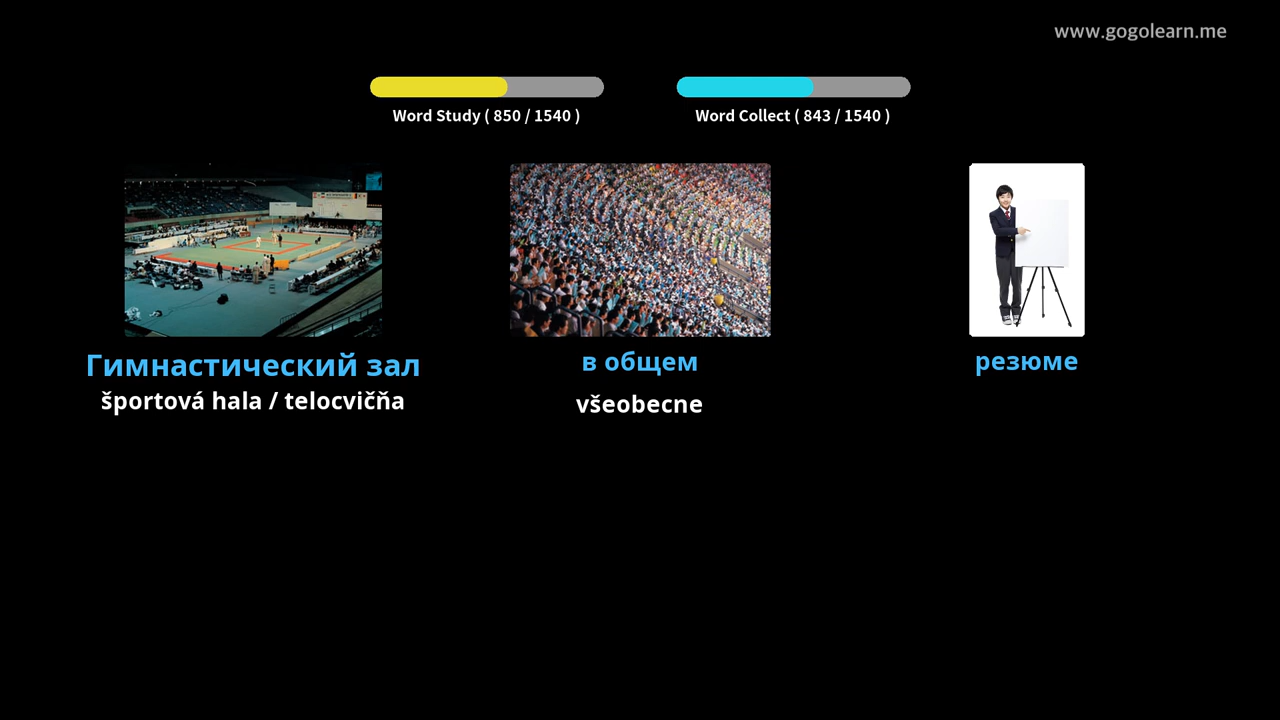 www.gogolearn.me
Word Study ( 850 / 1540 )
Word Collect ( 843 / 1540 )
Гимнастический зал
športová hala / telocvičňa
в общем
všeobecne
резюме